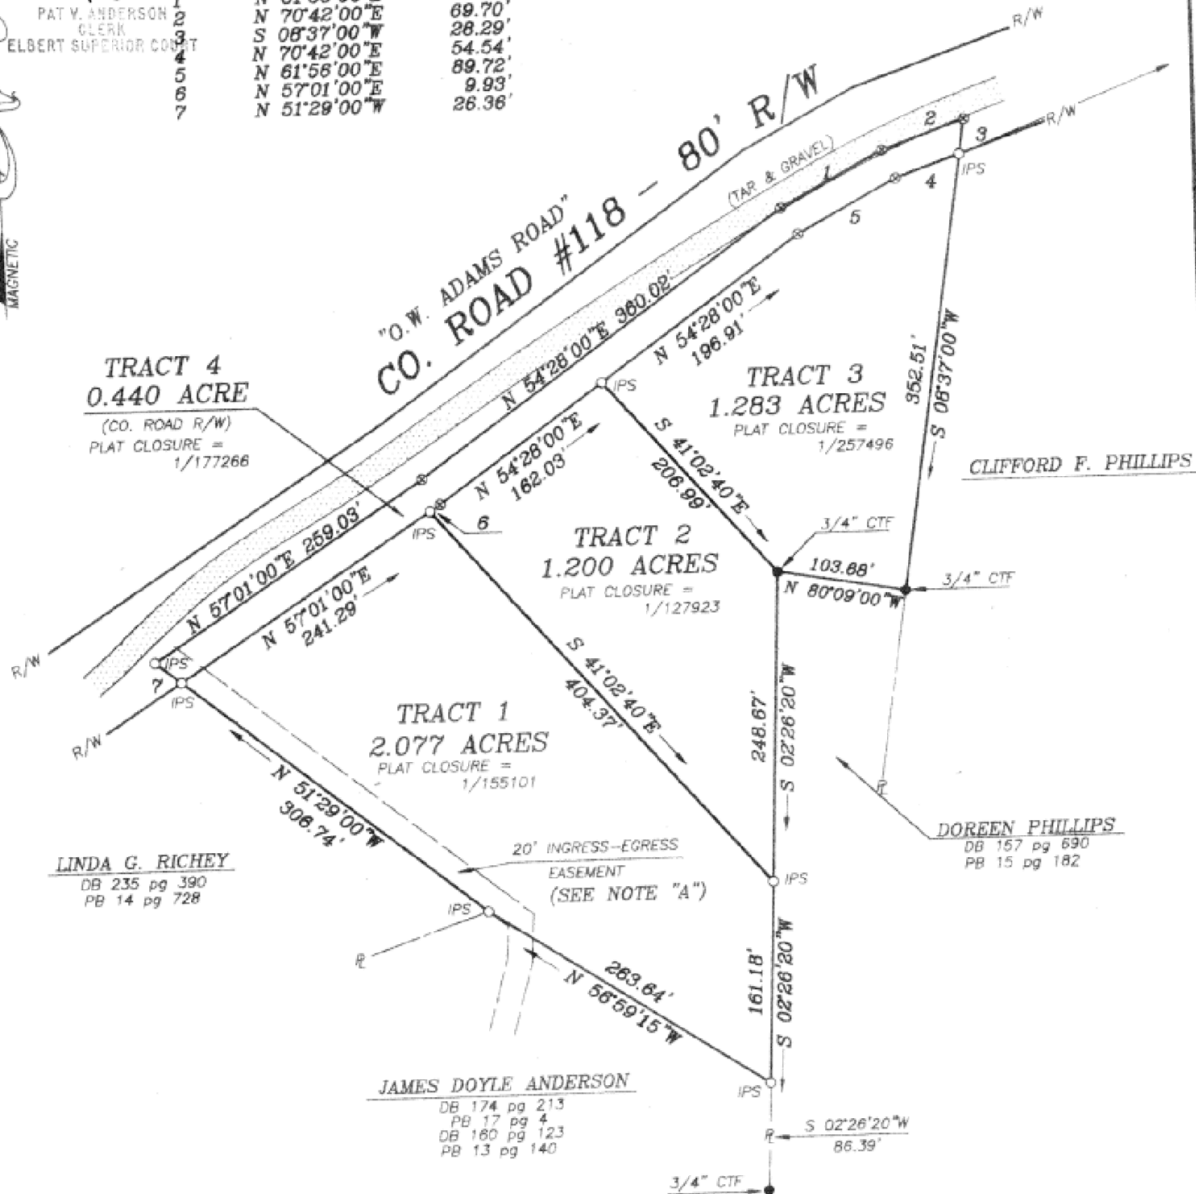 PAT V. ANDERSON
CLERK
ELBERT SUPERIOR COURT
1
2 N 70°42'00"E 69.70'
3 S 08°37'00"W 28.29'
4 N 70°42'00"E 54.54'
5 N 61°56'00"E 89.72'
6 N 57°01'00"E 9.93'
7 N 51°29'00"W 26.36'
MAGNETIC
R/W
R/W
"O.W. ADAMS ROAD"
CO. ROAD #118 - 80' R/W
(TAR & GRAVEL)
1
2
3
IPS
4
5
N 54°28'00"E 360.02'
N 54°28'00"E
196.91'
TRACT 4
0.440 ACRE
(CO. ROAD R/W)
PLAT CLOSURE =
1/177266
IPS
TRACT 3
1.283 ACRES
PLAT CLOSURE =
1/257496
352.51'
S 08°37'00"W
CLIFFORD F. PHILLIPS
N 54°28'00"E
162.03'
S 41°02'40"E
206.99'
IPS
6
3/4" CTF
TRACT 2
1.200 ACRES
PLAT CLOSURE =
1/127923
103.68'
N 80°09'00"W
3/4" CTF
N 57°01'00"E 259.03'
N 57°01'00"E
241.29'
S 41°02'40"E
404.37'
R/W
IPS
7
IPS
R/W
TRACT 1
2.077 ACRES
PLAT CLOSURE =
1/155101
248.67'
S 02°26'20"W
N 51°29'00"W
306.74'
DOREEN PHILLIPS
DB 157 pg 690
PB 15 pg 182
LINDA G. RICHEY
DB 235 pg 390
PB 14 pg 728
20' INGRESS-EGRESS
EASEMENT
(SEE NOTE "A")
IPS
IPS
263.64'
N 56°59'15"W
161.18'
S 02°26'20"W
JAMES DOYLE ANDERSON
DB 174 pg 213
PB 17 pg 4
DB 160 pg 123
PB 13 pg 140
IPS
S 02°26'20"W
86.39'
3/4" CTF